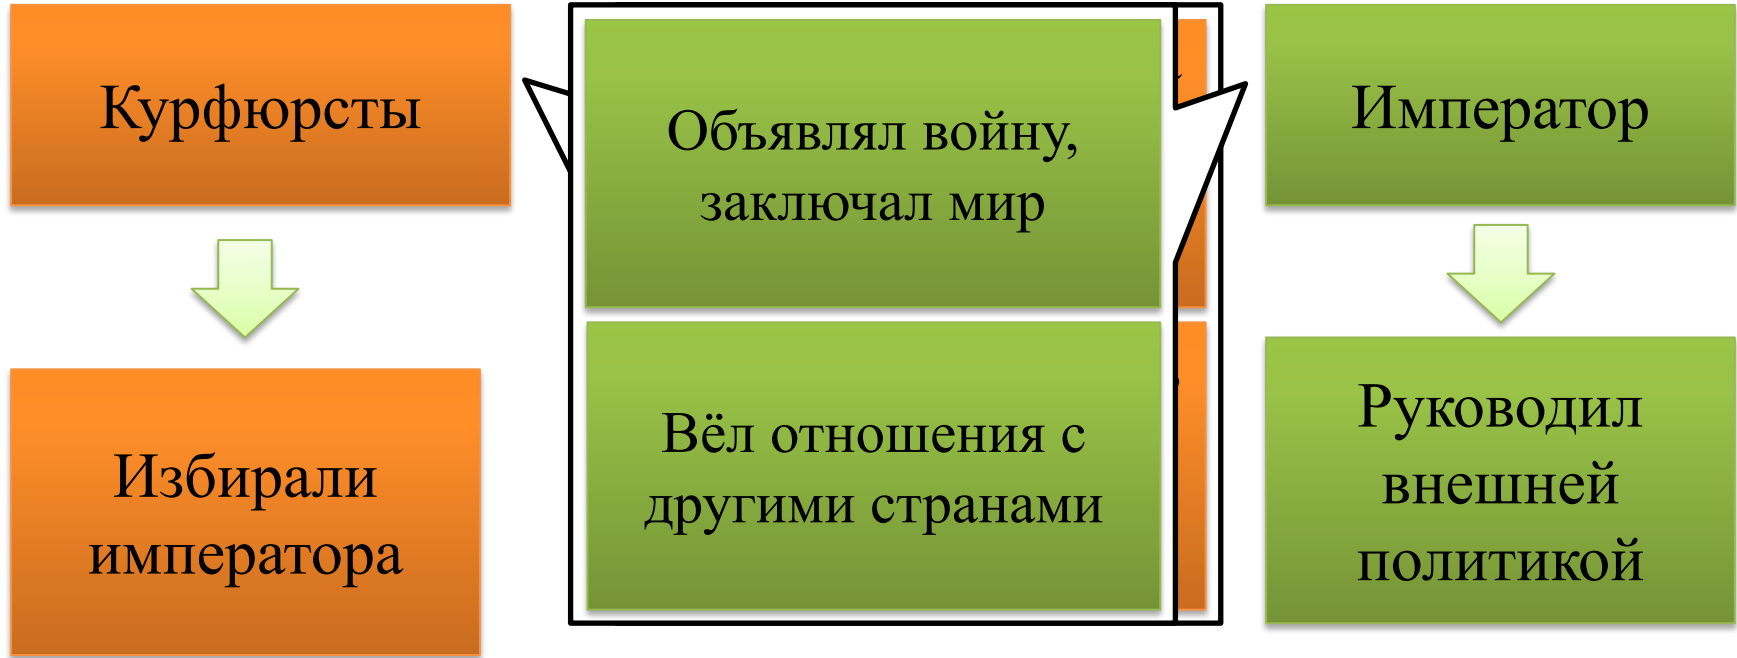 Курфюрсты
Избирали
императора
Объявлял войну,
заключал мир
Вёл отношения с
другими странами
Император
Руководил
внешней
политикой